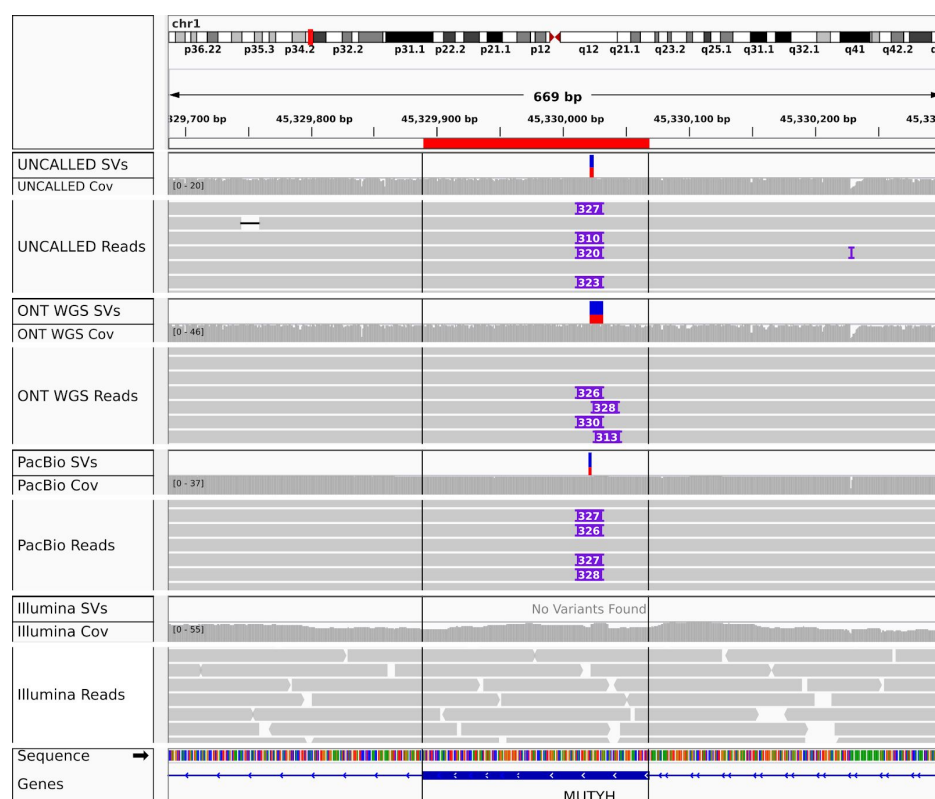 chr1
p36.22 p35.3 p34.2 p32.2 p31.1 p22.2 p21.1 p12 q12 q21.1 q23.2 q25.1 q31.1 q32.1 q41 q42.2
669 bp
329,700 bp 45,329,800 bp 45,329,900 bp 45,330,000 bp 45,330,100 bp 45,330,200 bp 45,33
UNCALLED SVs
UNCALLED Cov [0 - 20]
327
UNCALLED Reads 310
320
323
ONT WGS SVs
ONT WGS Cov [0 - 46]
ONT WGS Reads 326
328
330
313
PacBio SVs
PacBio Cov [0 - 37]
327
PacBio Reads 326
327
328
Illumina SVs No Variants Found
Illumina Cov [0 - 55]
Illumina Reads
Sequence
Genes
MUTYH